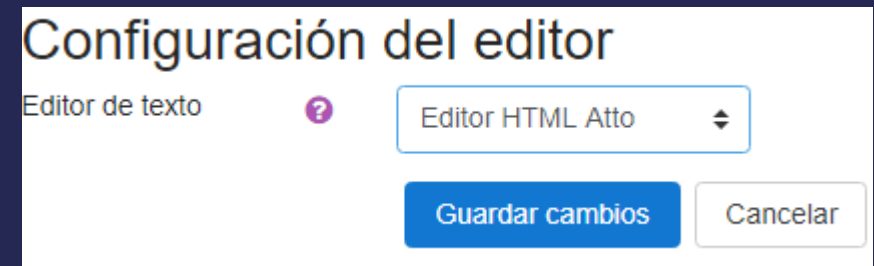 Configuración del editor
Editor de texto
Editor HTML Atto
Guardar cambios
Cancelar